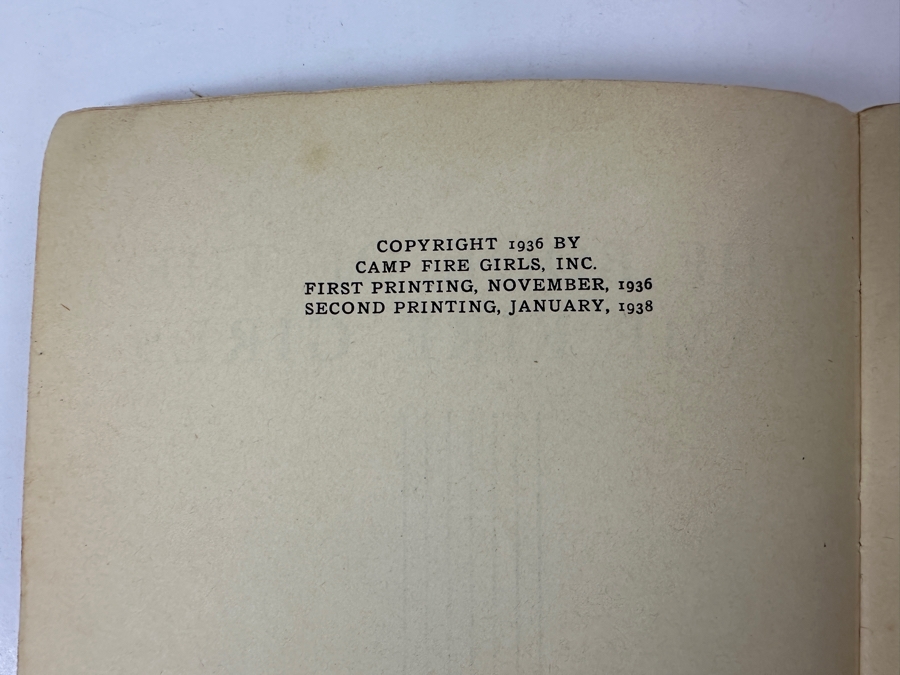 COPYRIGHT 1936 BY
CAMP FIRE GIRLS, INC.
FIRST PRINTING, NOVEMBER, 1936
SECOND PRINTING, JANUARY, 1938